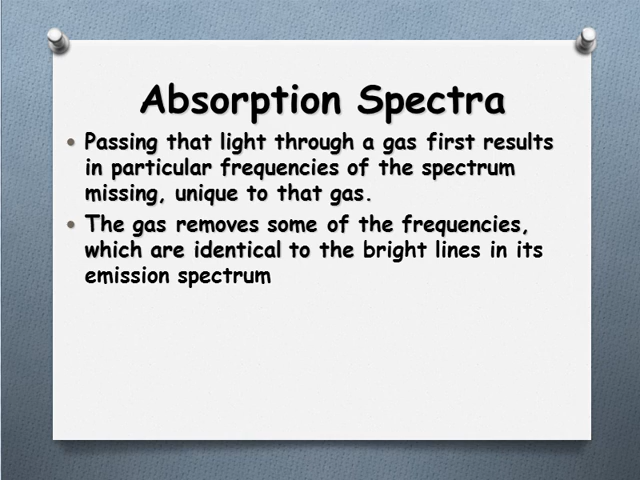 Absorption Spectra
• Passing that light through a gas first results
in particular frequencies of the spectrum
missing, unique to that gas.
• The gas removes some of the frequencies,
which are identical to the bright lines in its
emission spectrum